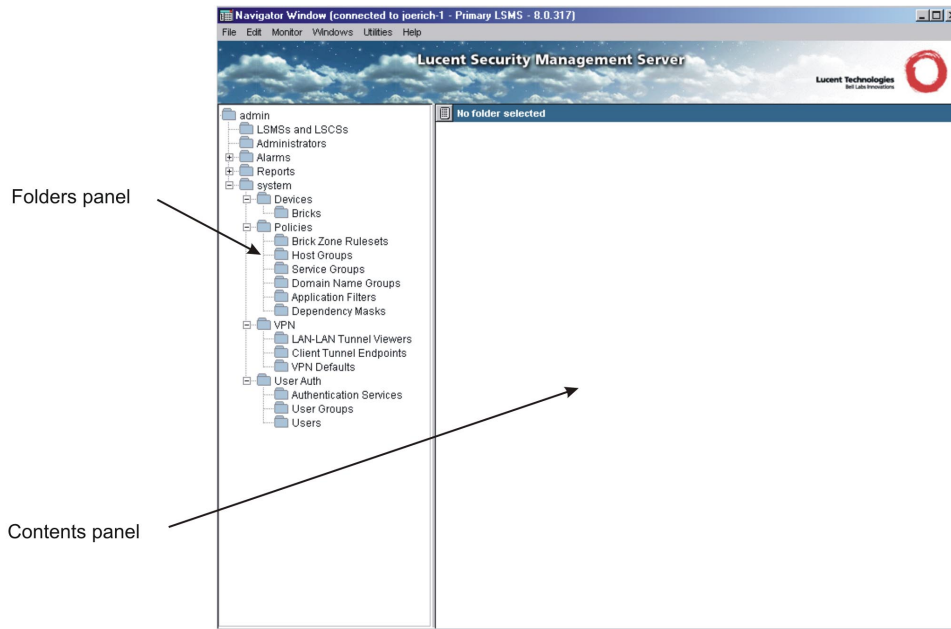 Navigator Window (connected to joerich-1 - Primary LSMS - 8.0.317)
File Edit Monitor Windows Utilities Help
Lucent Security Management Server
Lucent Technologies
Bell Labs Innovations
No folder selected
admin
LSMSs and LSCSs
Administrators
Alarms
Reports
system
Devices
Bricks
Policies
Brick Zone Rulesets
Host Groups
Service Groups
Domain Name Groups
Application Filters
Dependency Masks
VPN
LAN-LAN Tunnel Viewers
Client Tunnel Endpoints
VPN Defaults
User Auth
Authentication Services
User Groups
Users
Folders panel
Contents panel